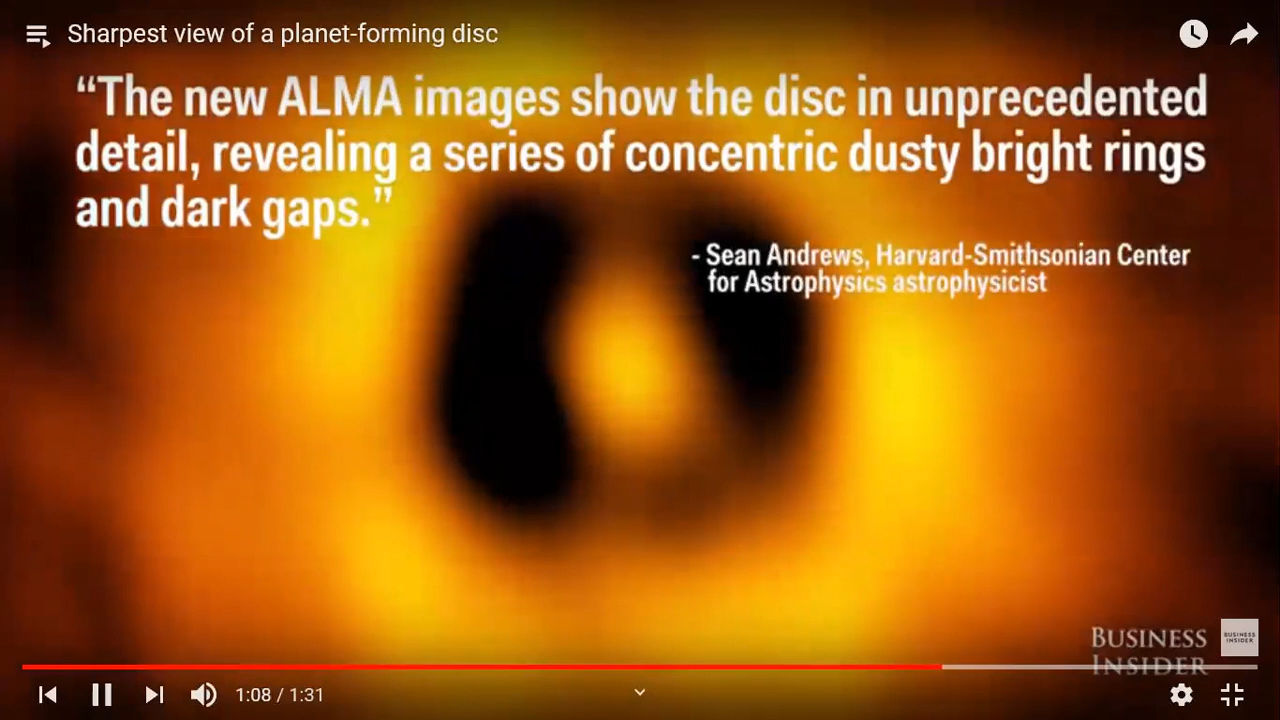 Sharpest view of a planet-forming disc
“The new ALMA images show the disc in unprecedented
detail, revealing a series of concentric dusty bright rings
and dark gaps.”
- Sean Andrews, Harvard-Smithsonian Center
for Astrophysics astrophysicist
BUSINESS
INSIDER
BUSINESS
INSIDER
1:08 / 1:31